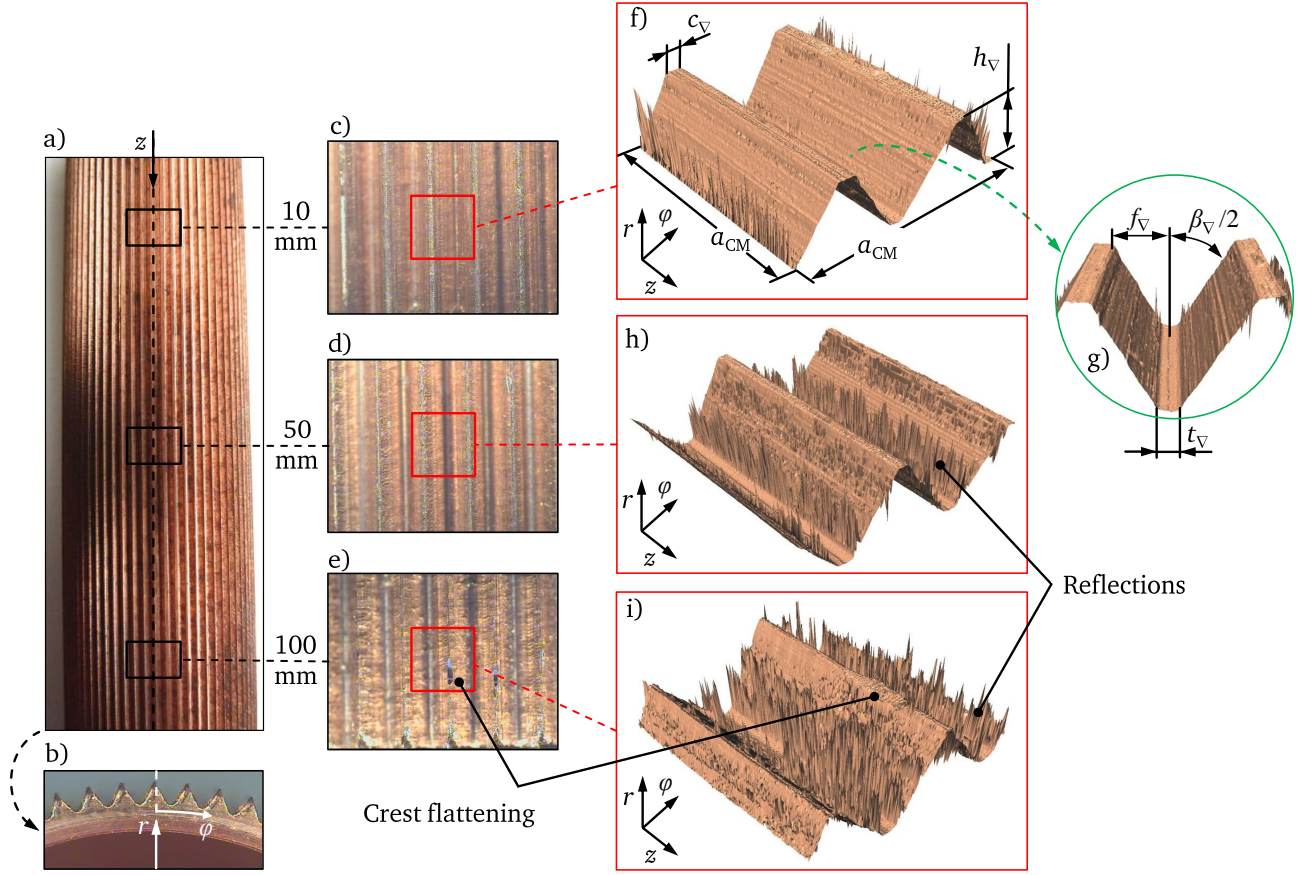 a)
z
b)
r
φ
10
mm
50
mm
100
mm
c)
d)
e)
Crest flattening
f)
c∇
h∇
aCM
aCM
r
φ
z
g)
f∇
β∇/2
t∇
h)
r
φ
z
Reflections
i)
r
φ
z